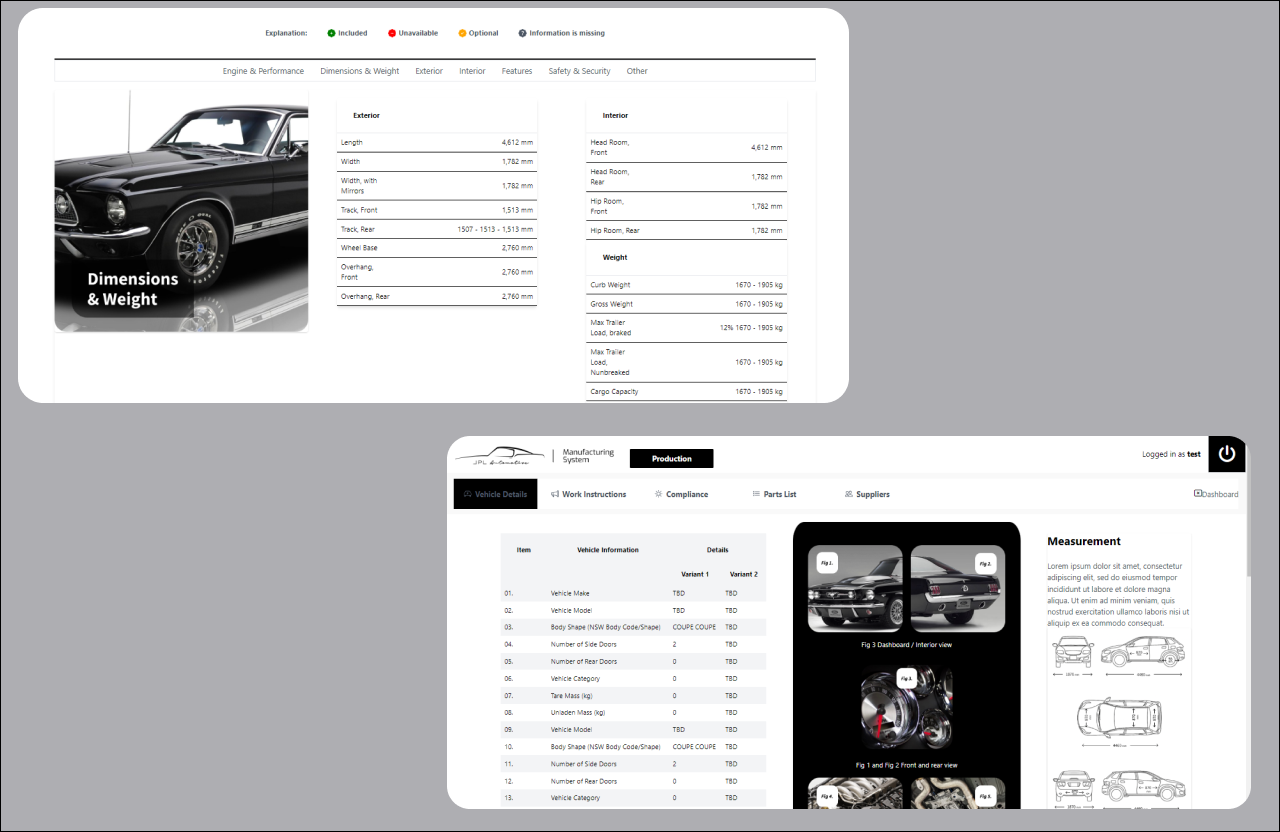 Explanation: Included Unavailable Optional Information is missing
Engine & Performance Dimensions & Weight Exterior Interior Features Safety & Security Other
Dimensions
& Weight
Exterior
Length 4,612 mm
Width 1,782 mm
Width, with
Mirrors 1,782 mm
Track, Front 1,513 mm
Track, Rear 1507 - 1513 - 1,513 mm
Wheel Base 2,760 mm
Overhang,
Front 2,760 mm
Overhang, Rear 2,760 mm
Interior
Head Room,
Front 4,612 mm
Head Room,
Rear 1,782 mm
Hip Room,
Front 1,782 mm
Hip Room, Rear 1,782 mm
Weight
Curb Weight 1670 - 1905 kg
Gross Weight 1670 - 1905 kg
Max Trailer
Load, braked 12% 1670 - 1905 kg
Max Trailer
Load,
Nunbreaked 1670 - 1905 kg
Cargo Capacity 1670 - 1905 kg
JPL Automotive
Manufacturing
System
Production
Logged in as test
Vehicle Details Work Instructions Compliance Parts List Suppliers Dashboard
Item Vehicle Information Details
Variant 1 Variant 2
01. Vehicle Make TBD TBD
02. Vehicle Model TBD TBD
03. Body Shape (NSW Body Code/Shape) COUPE COUPE TBD
04. Number of Side Doors 2 TBD
05. Number of Rear Doors 0 TBD
06. Vehicle Category 0 TBD
07. Tare Mass (kg) 0 TBD
08. Unladen Mass (kg) 0 TBD
09. Vehicle Model TBD TBD
10. Body Shape (NSW Body Code/Shape) COUPE COUPE TBD
11. Number of Side Doors 2 TBD
12. Number of Rear Doors 0 TBD
13. Vehicle Category 0 TBD
Fig 1.
Fig 2.
Fig 3 Dashboard / Interior view
Fig 3.
Fig 1 and Fig 2 Front and rear view
Fig 4.
Fig 5.
Measurement
Lorem ipsum dolor sit amet, consectetur
adipiscing elit, sed do eiusmod tempor
incididunt ut labore et dolore magna
aliqua. Ut enim ad minim veniam, quis
nostrud exercitation ullamco laboris nisi ut
aliquip ex ea commodo consequat.